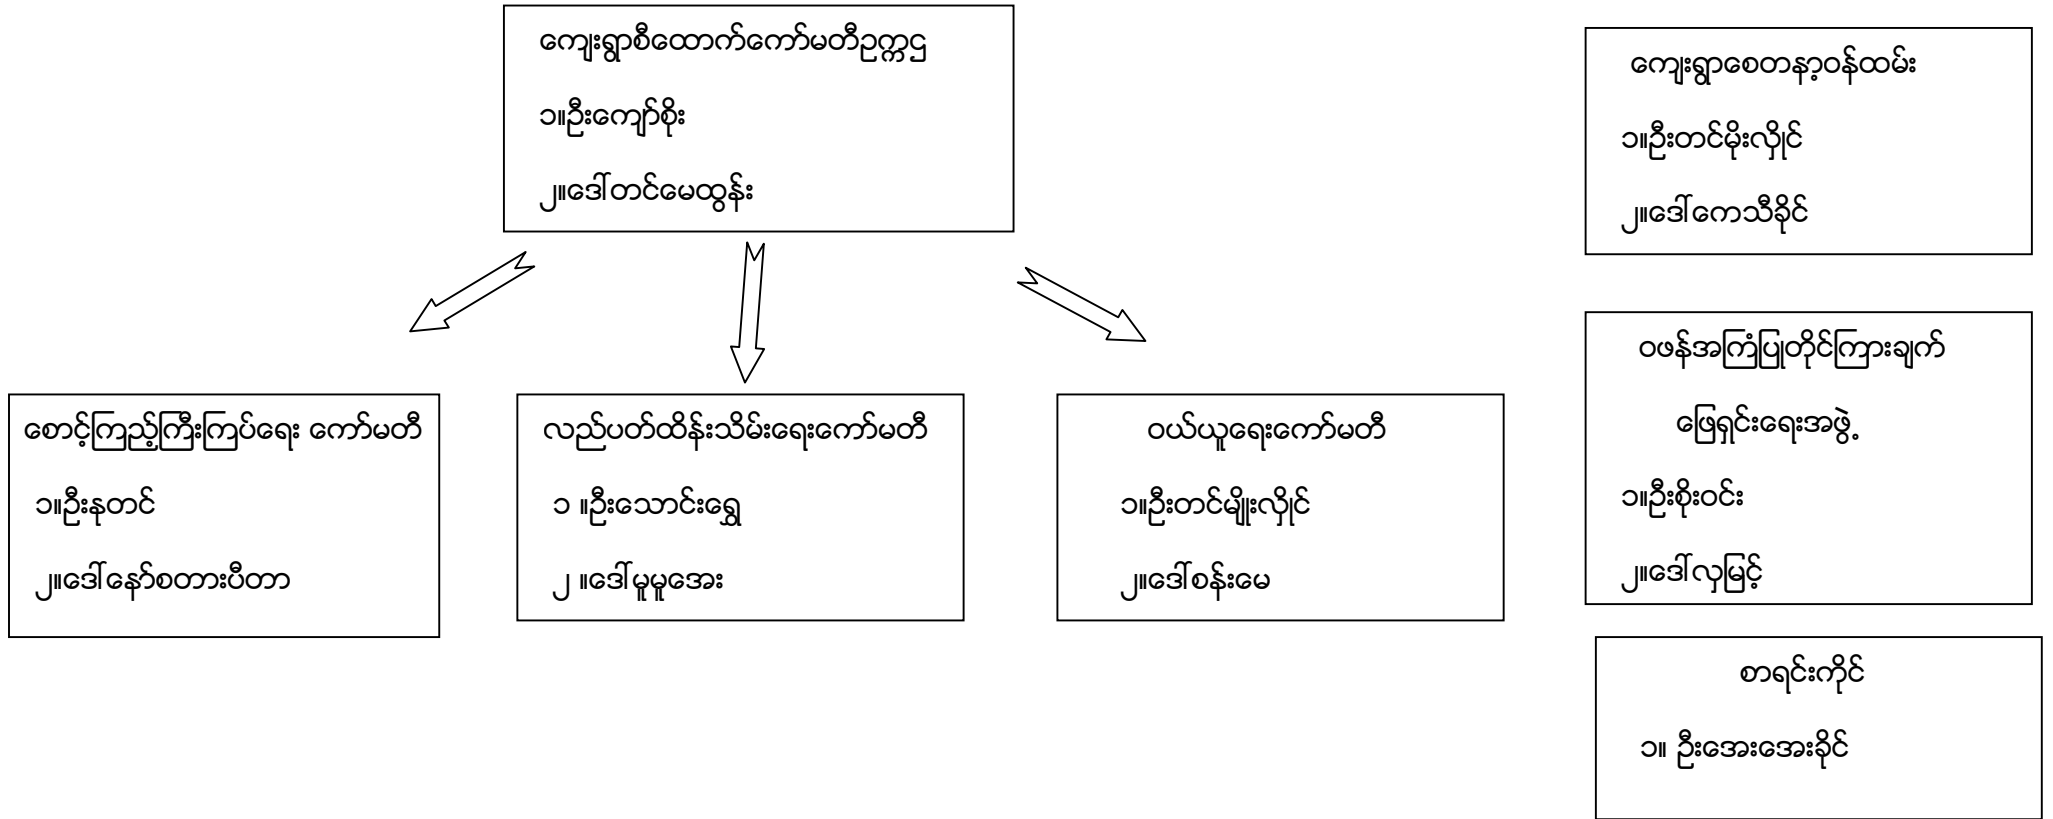 ကျေးရွာစီထောက်ကော်မတီဥက္ကဌ
၁။ဦးကျော်စိုး
၂။ဒေါ်တင်မေထွန်း
စောင့်ကြည့်ကြီးကြပ်ရေး ကော်မတီ
၁။ဦးနုတင်
၂။ဒေါ်နော်စတားပီတာ
လည်ပတ်ထိန်းသိမ်းရေးကော်မတီ
၁ ။ဦးသောင်းရွှေ
၂ ။ဒေါ်မူမူအေး
ဝယ်ယူရေးကော်မတီ
၁။ဦးတင်မျိုးလှိုင်
၂။ဒေါ်စန်းမေ
ကျေးရွာစေတနာ့ဝန်ထမ်း
၁။ဦးတင်မိုးလှိုင်
၂။ဒေါ်ကေသီခိုင်
ဝဖန်အကြံပြုတိုင်ကြားချက်
ဖြေရှင်းရေးအဖွဲ့
၁။ဦးစိုးဝင်း
၂။ဒေါ်လှမြင့်
စာရင်းကိုင်
၁။ ဦးအေးအေးခိုင်